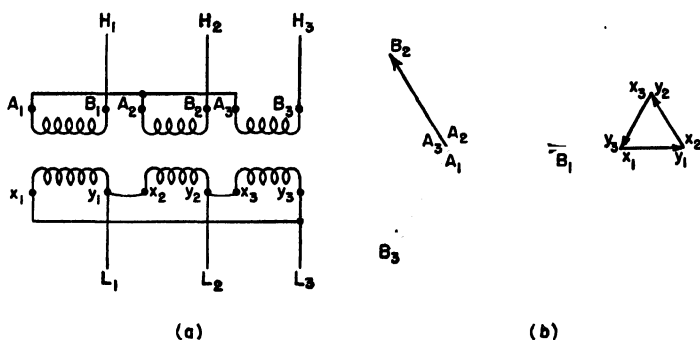 H₁ H₂ H₃
A₁ B₁ A₂ B₂ A₃ B₃
x₁ y₁ x₂ y₂ x₃ y₃
L₁ L₂ L₃
(a)
B₂
A₃ A₂
A₁
B₁
B₃
x₃ y₂
y₃ x₂
x₁ y₁
(b)